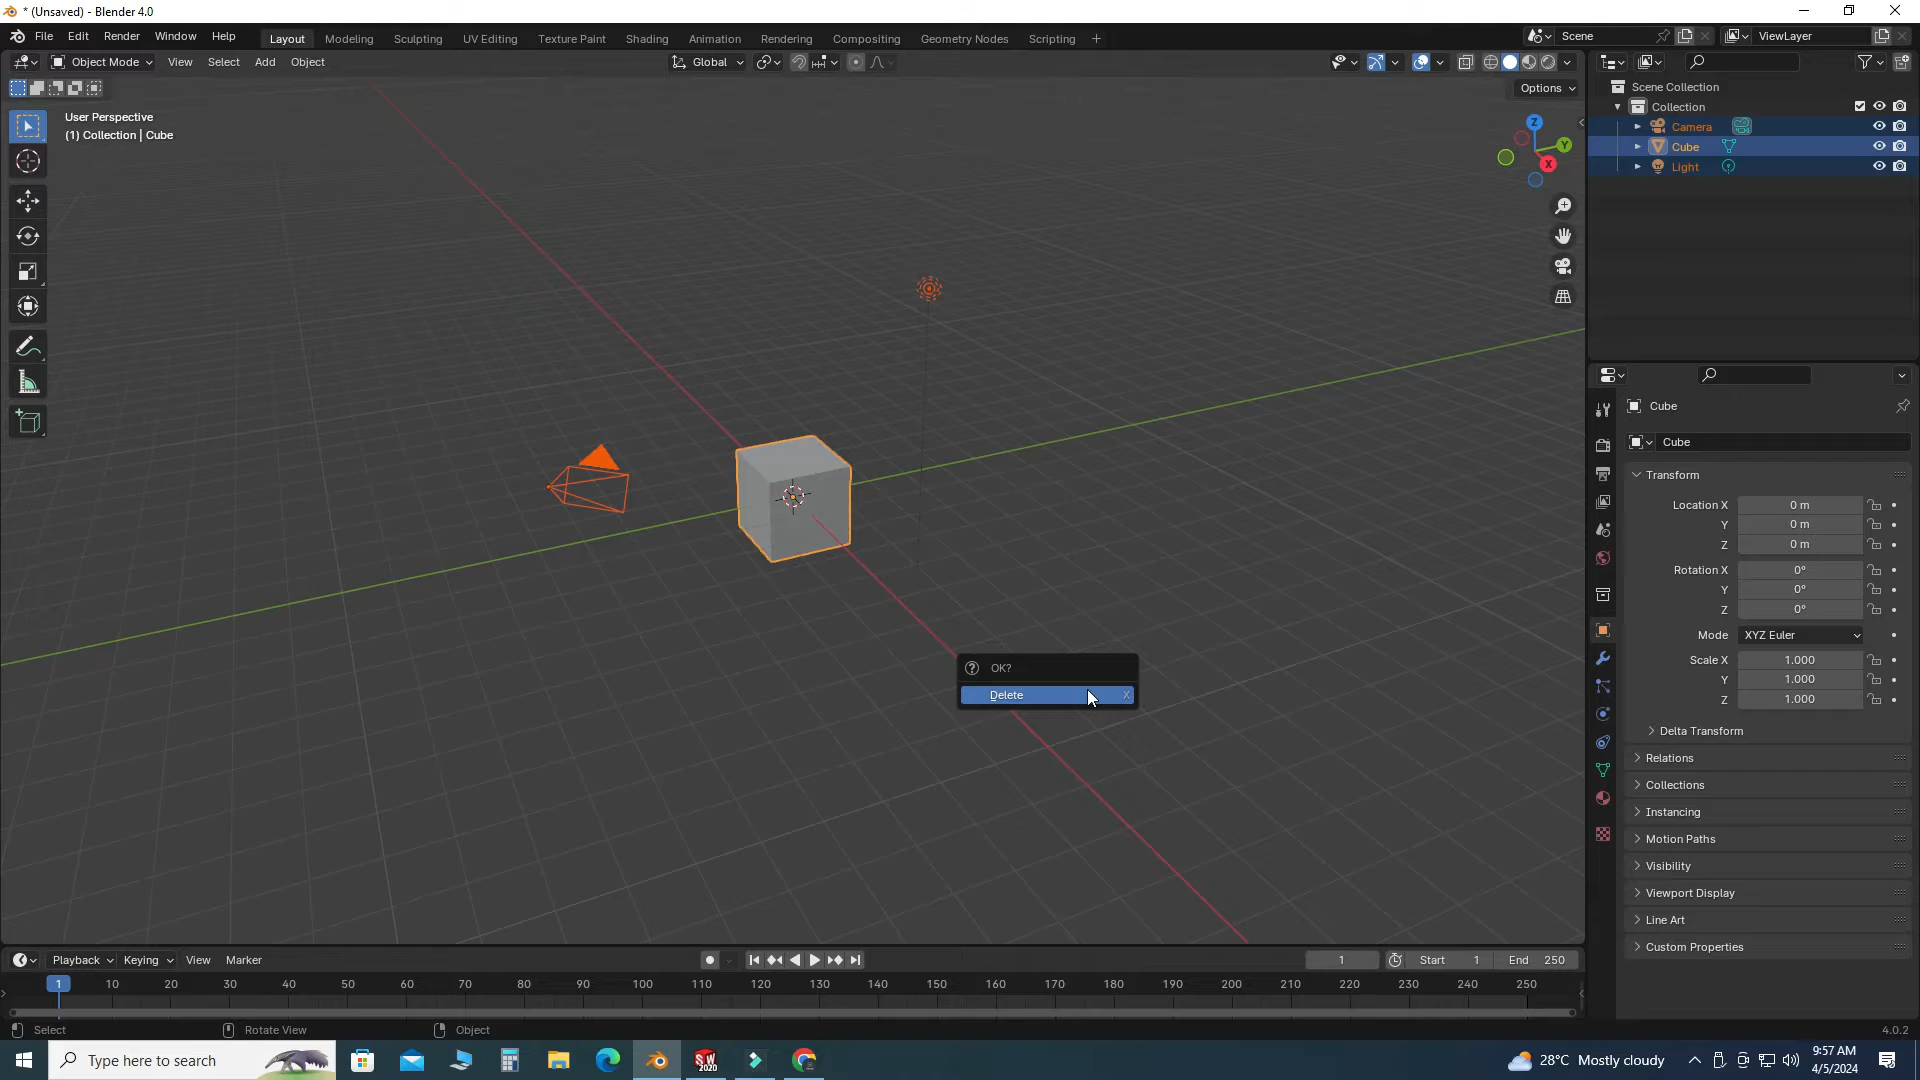 * (Unsaved) - Blender 4.0
File Edit Render Window Help
Layout Modeling Sculpting UV Editing Texture Paint Shading Animation Rendering Compositing Geometry Nodes Scripting +
Scene
ViewLayer
Object Mode View Select Add Object
Global
Options
User Perspective
(1) Collection | Cube
Z
Y
X
Scene Collection
Collection
Camera
Cube
Light
OK?
Delete X
Cube
Cube
Transform
Location X 0 m
Y 0 m
Z 0 m
Rotation X 0°
Y 0°
Z 0°
Mode XYZ Euler
Scale X 1.000
Y 1.000
Z 1.000
Delta Transform
Relations
Collections
Instancing
Motion Paths
Visibility
Viewport Display
Line Art
Custom Properties
Playback Keying View Marker
1 Start 1 End 250
1 10 20 30 40 50 60 70 80 90 100 110 120 130 140 150 160 170 180 190 200 210 220 230 240 250
Select Rotate View Object
4.0.2
Type here to search
SW 2020
28°C Mostly cloudy
9:57 AM
4/5/2024